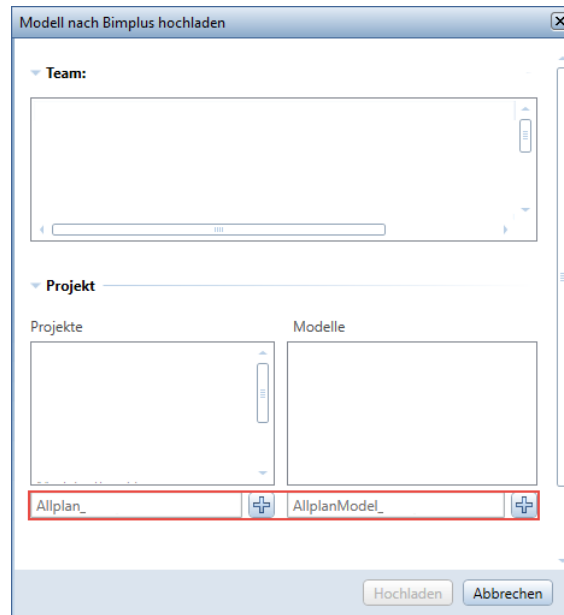 Modell nach Bimplus hochladen
Team:
Projekt
Projekte
Modelle
Allplan_
AllplanModel_
Hochladen
Abbrechen